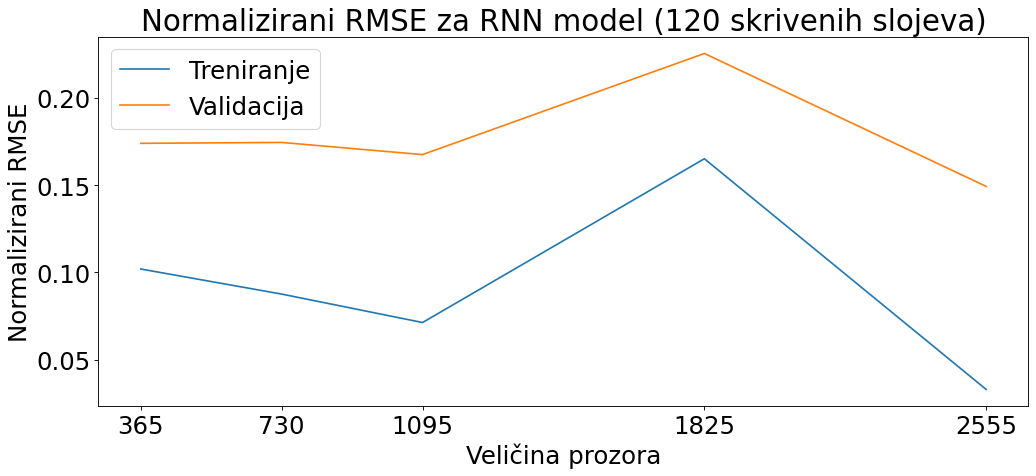 Normalizirani RMSE za RNN model (120 skrivenih slojeva)
Treniranje
Validacija
Normalizirani RMSE
0.20
0.15
0.10
0.05
365 730 1095 1825 2555
Veličina prozora